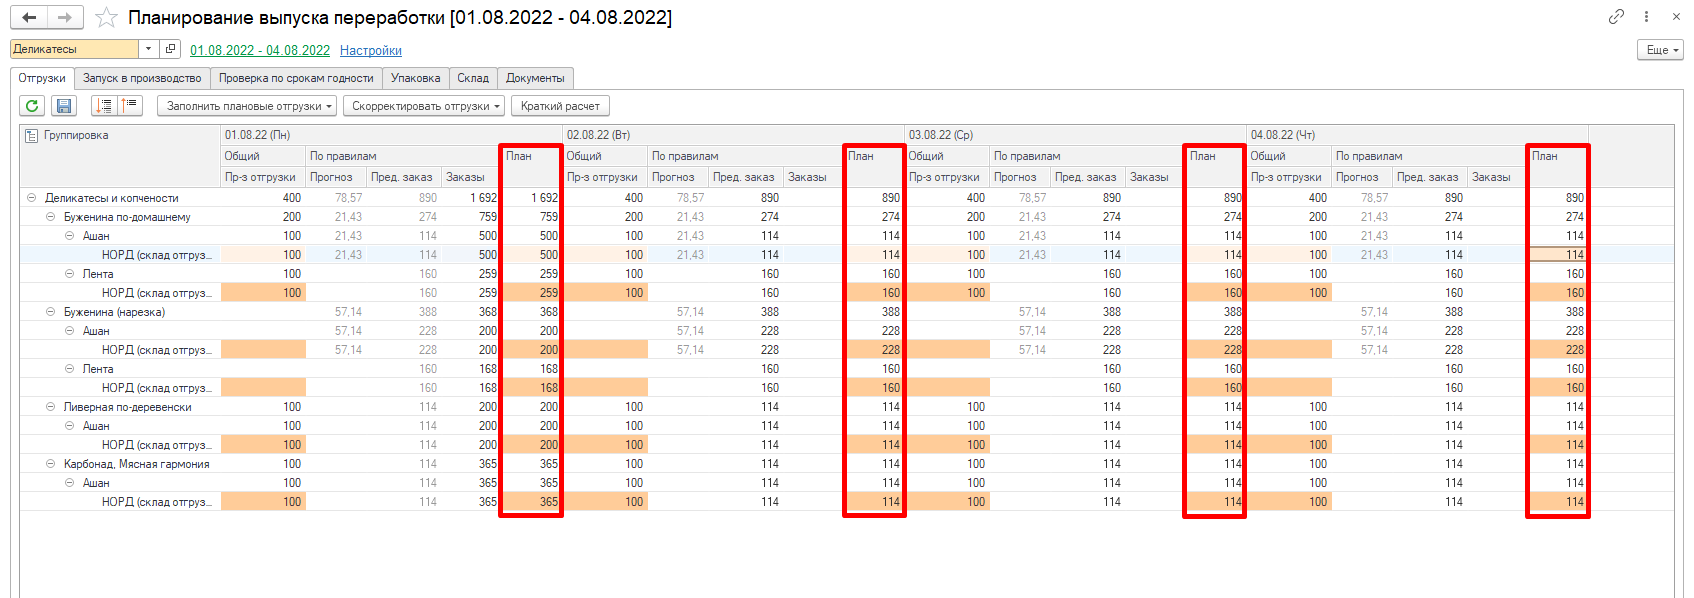 Планирование выпуска переработки [01.08.2022 - 04.08.2022]
Деликатесы 01.08.2022 - 04.08.2022 Настройки Еще
Отгрузки Запуск в производство Проверка по срокам годности Упаковка Склад Документы
Заполнить плановые отгрузки Скорректировать отгрузки Краткий расчет
Группировка 01.08.22 (Пн) 02.08.22 (Вт) 03.08.22 (Ср) 04.08.22 (Чт)
Общий По правилам План Общий По правилам План Общий По правилам План Общий По правилам План
Пр-з отгрузки Прогноз Пред. заказ Заказы Пр-з отгрузки Прогноз Пред. заказ Заказы Пр-з отгрузки Прогноз Пред. заказ Заказы Пр-з отгрузки Прогноз Пред. заказ Заказы
Деликатесы и копчености 400 78,57 890 1 692 1 692 400 78,57 890 890 400 78,57 890 890 400 78,57 890 890
Буженина по-домашнему 200 21,43 274 759 759 200 21,43 274 274 200 21,43 274 274 200 21,43 274 274
Ашан 100 21,43 114 500 500 100 21,43 114 114 100 21,43 114 114 100 21,43 114 114
НОРД (склад отгруз... 100 21,43 114 500 500 100 21,43 114 114 100 21,43 114 114 100 21,43 114 114
Лента 100 160 259 259 100 160 160 100 160 160 100 160 160
НОРД (склад отгруз... 100 160 259 259 100 160 160 100 160 160 100 160 160
Буженина (нарезка) 57,14 388 368 368 57,14 388 388 57,14 388 388 57,14 388 388
Ашан 57,14 228 200 200 57,14 228 228 57,14 228 228 57,14 228 228
НОРД (склад отгруз... 57,14 228 200 200 57,14 228 228 57,14 228 228 57,14 228 228
Лента 160 168 168 160 160 160 160 160 160
НОРД (склад отгруз... 160 168 168 160 160 160 160 160 160
Ливерная по-деревенски 100 114 200 200 100 114 114 100 114 114 100 114 114
Ашан 100 114 200 200 100 114 114 100 114 114 100 114 114
НОРД (склад отгруз... 100 114 200 200 100 114 114 100 114 114 100 114 114
Карбонад, Мясная гармония 100 114 365 365 100 114 114 100 114 114 100 114 114
Ашан 100 114 365 365 100 114 114 100 114 114 100 114 114
НОРД (склад отгруз... 100 114 365 365 100 114 114 100 114 114 100 114 114